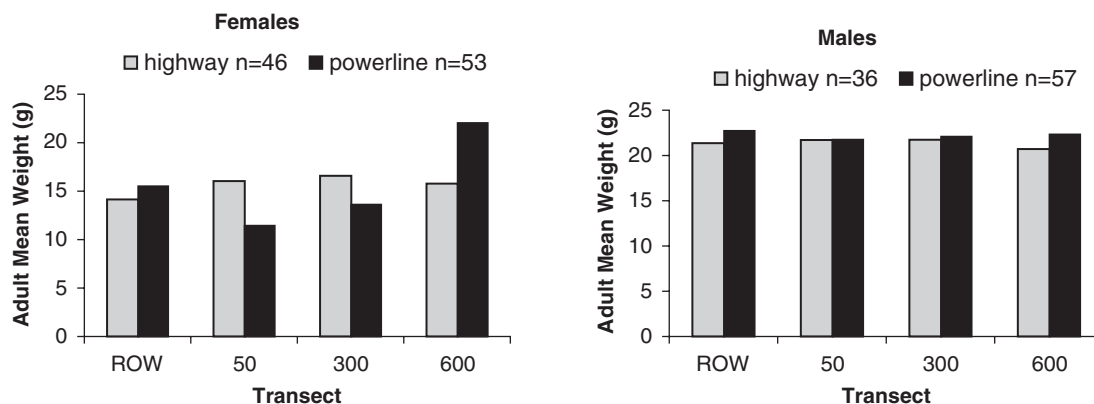 Females
highway n=46 powerline n=53
Adult Mean Weight (g)
25
20
15
10
5
0
ROW 50 300 600
Transect
Males
highway n=36 powerline n=57
Adult Mean Weight (g)
25
20
15
10
5
0
ROW 50 300 600
Transect